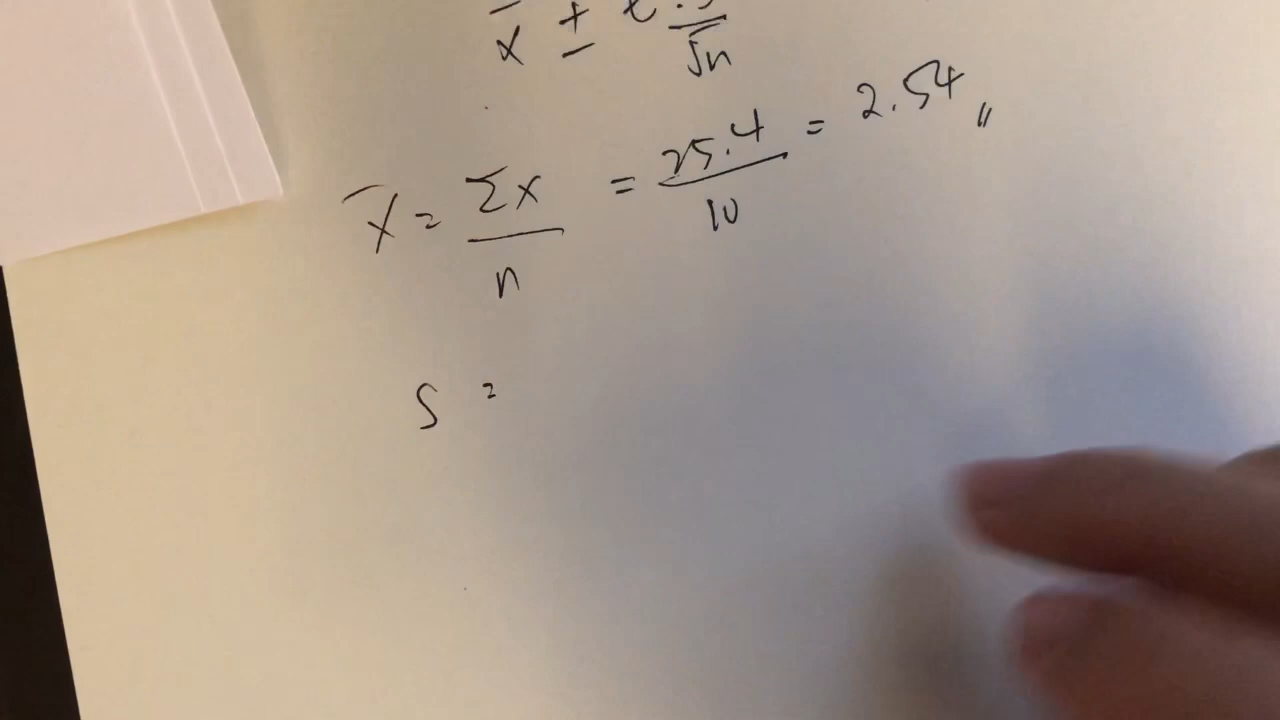 x̄ ± t · s/√n
x̄ = Σx/n = 25.4/10 = 2.54 〃
S =